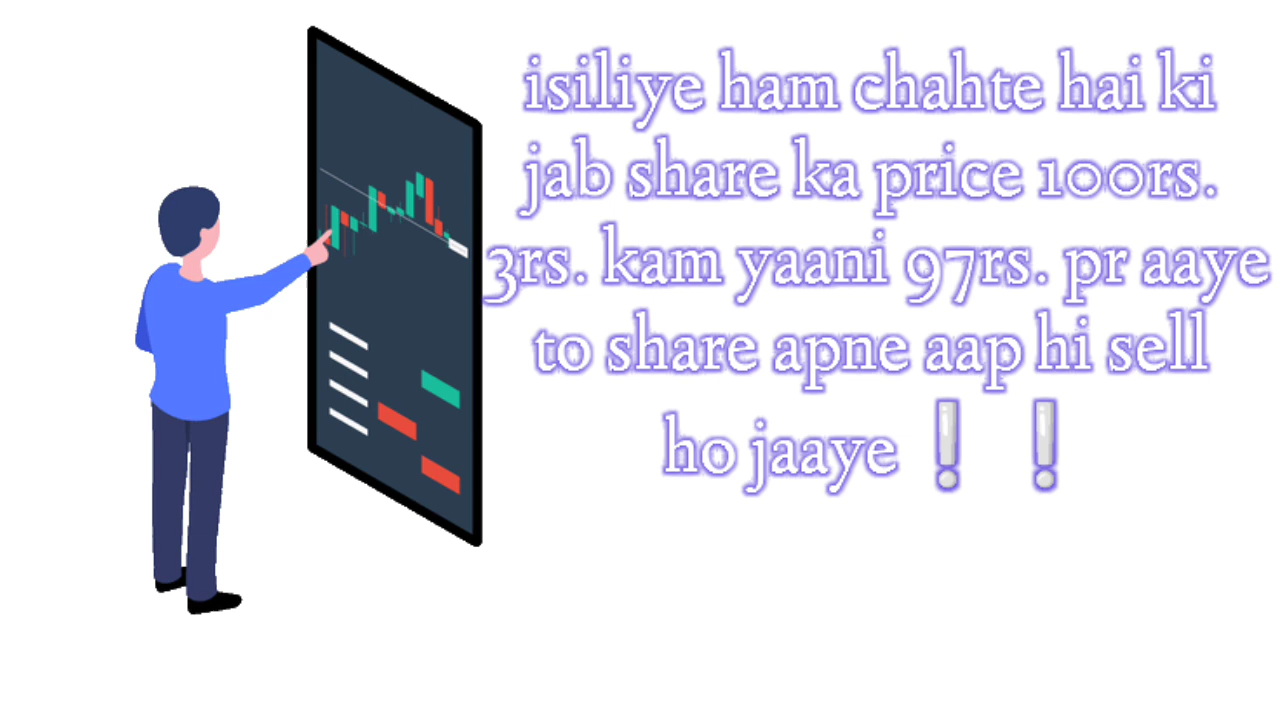 isiliye ham chahte hai ki
jab share ka price 100rs.
3rs. kam yaani 97rs. pr aaye
to share apne aap hi sell
ho jaaye ❕ ❕